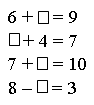 6 + □ = 9
□ + 4 = 7
7 + □ = 10
8 – □ = 3